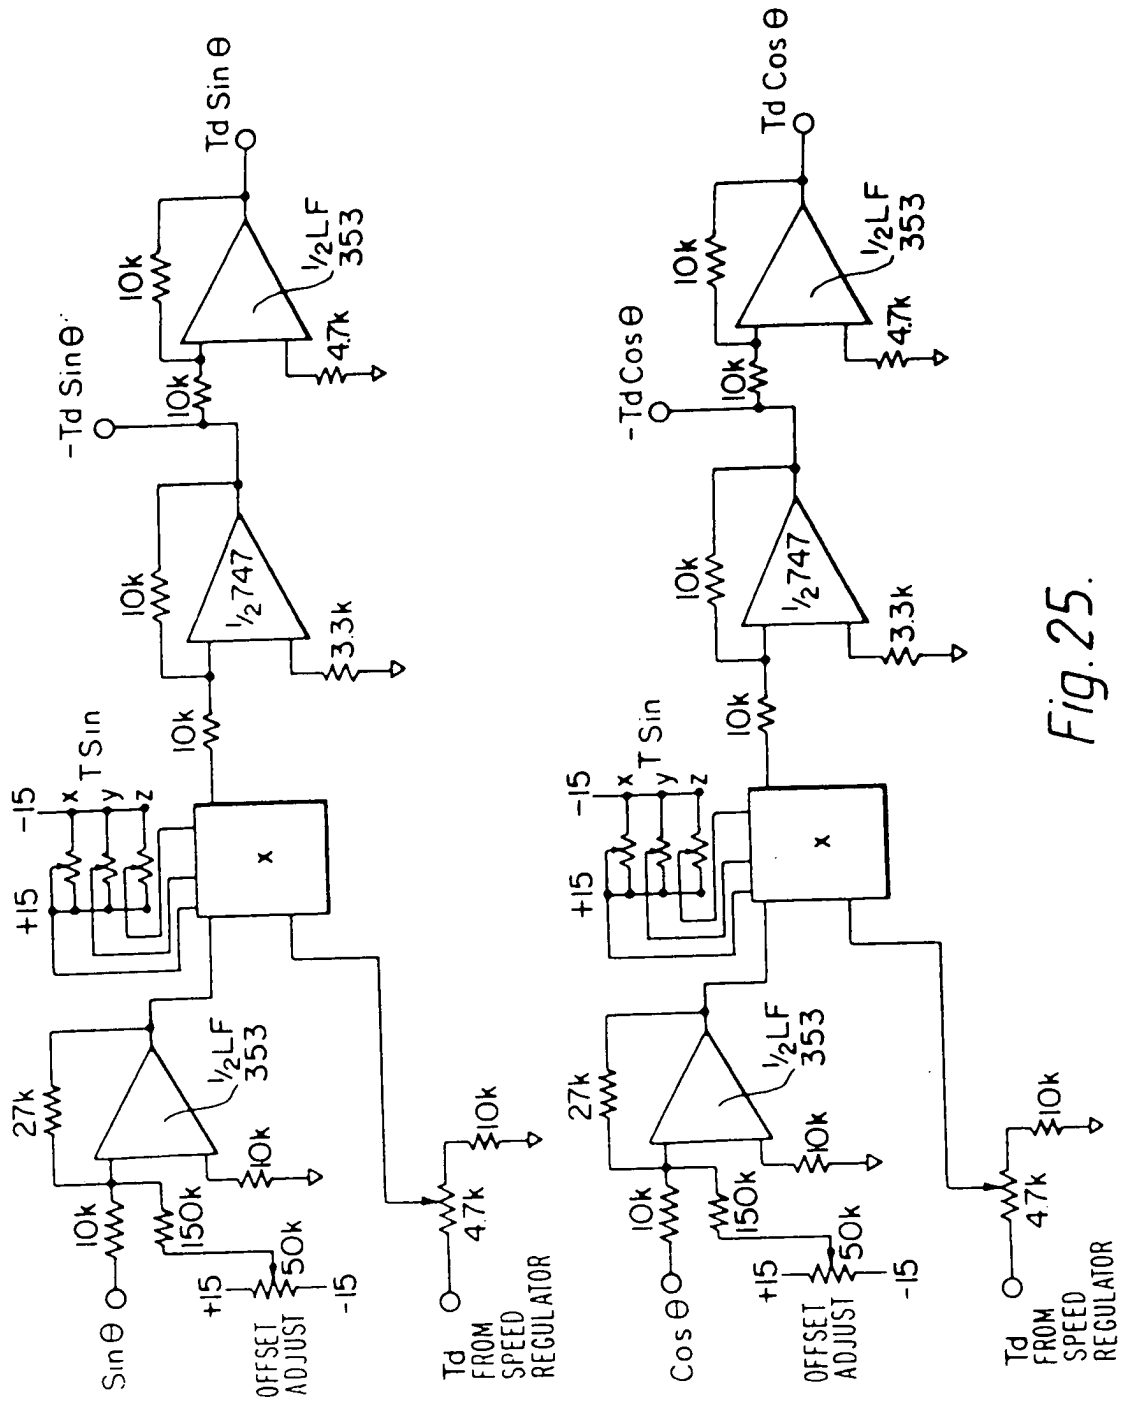 Sin θ
10k
27k
150k
+15
50k
-15
OFFSET
ADJUST
10k
1/2 LF
353
Td
FROM
SPEED
REGULATOR
4.7k
10k
+15
-15
x
T Sin
y
z
x
10k
10k
1/2 747
3.3k
-Td Sin θ
10k
10k
1/2 LF
353
4.7k
Td Sin θ
Cos θ
10k
27k
150k
+15
50k
-15
OFFSET
ADJUST
10k
1/2 LF
353
Td
FROM
SPEED
REGULATOR
4.7k
10k
+15
-15
x
T Sin
y
z
x
10k
10k
1/2 747
3.3k
-Td Cos θ
10k
10k
1/2 LF
353
4.7k
Td Cos θ
Fig. 25.